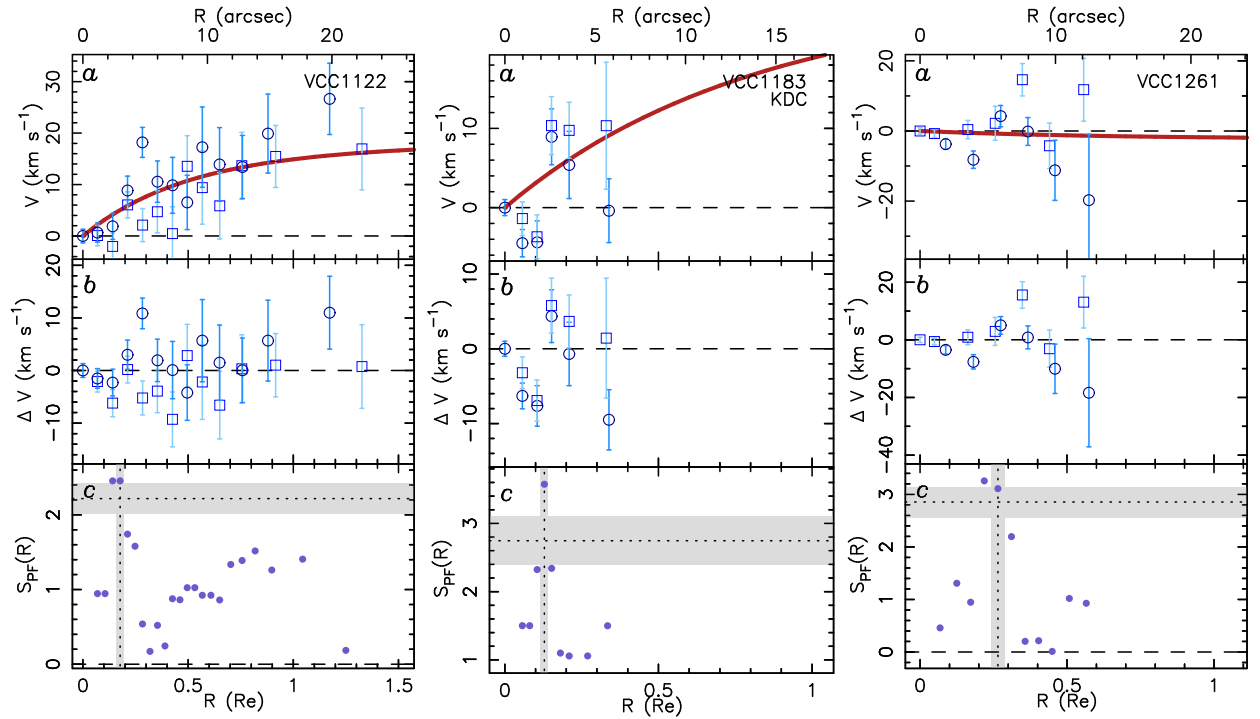 R (arcsec)
0 10 20
a VCC1122
V (km s⁻¹)
30
20
10
0
b
Δ V (km s⁻¹)
20
10
0
−10
c
S_PF(R)
2
1
0
0 0.5 1 1.5
R (Re)
R (arcsec)
0 5 10 15
a VCC1183
KDC
V (km s⁻¹)
10
0
b
Δ V (km s⁻¹)
10
0
−10
c
S_PF(R)
3
2
1
0 0.5 1
R (Re)
R (arcsec)
0 10 20
a VCC1261
V (km s⁻¹)
20
0
−20
b
Δ V (km s⁻¹)
20
0
−20
−40
c
S_PF(R)
3
2
1
0
0 0.5 1
R (Re)